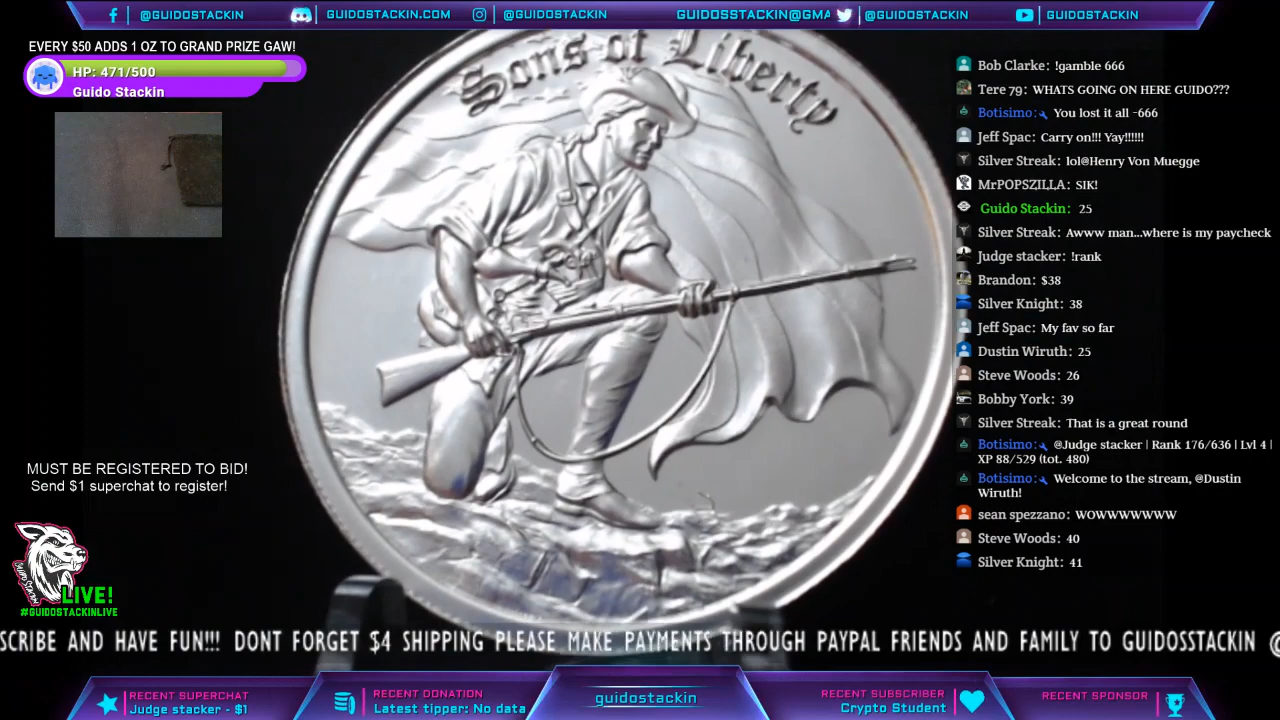 @GUIDOSTACKIN
GUIDOSTACKIN.COM
@GUIDOSTACKIN
GUIDOSSTACKIN@GMA
@GUIDOSTACKIN
GUIDOSTACKIN
EVERY $50 ADDS 1 OZ TO GRAND PRIZE GAW!
HP: 471/500
Guido Stackin
Sons of Liberty
Bob Clarke: !gamble 666
Tere 79: WHATS GOING ON HERE GUIDO???
Botisimo: You lost it all -666
Jeff Spac: Carry on!!! Yay!!!!!!
Silver Streak: lol@Henry Von Muegge
MrPOPSZILLA: SIK!
Guido Stackin: 25
Silver Streak: Awww man...where is my paycheck
Judge stacker: !rank
Brandon: $38
Silver Knight: 38
Jeff Spac: My fav so far
Dustin Wiruth: 25
Steve Woods: 26
Bobby York: 39
Silver Streak: That is a great round
Botisimo: @Judge stacker | Rank 176/636 | Lvl 4 |
XP 88/529 (tot. 480)
Botisimo: Welcome to the stream, @Dustin
Wiruth!
sean spezzano: WOWWWWWWW
Steve Woods: 40
Silver Knight: 41
MUST BE REGISTERED TO BID!
Send $1 superchat to register!
GUIDO STACKIN
LIVE!
#GUIDOSTACKINLIVE
SCRIBE AND HAVE FUN!!! DONT FORGET $4 SHIPPING PLEASE MAKE PAYMENTS THROUGH PAYPAL FRIENDS AND FAMILY TO GUIDOSSTACKIN @
RECENT SUPERCHAT
Judge stacker - $1
RECENT DONATION
Latest tipper: No data
guidostackin
RECENT SUBSCRIBER
Crypto Student
RECENT SPONSOR